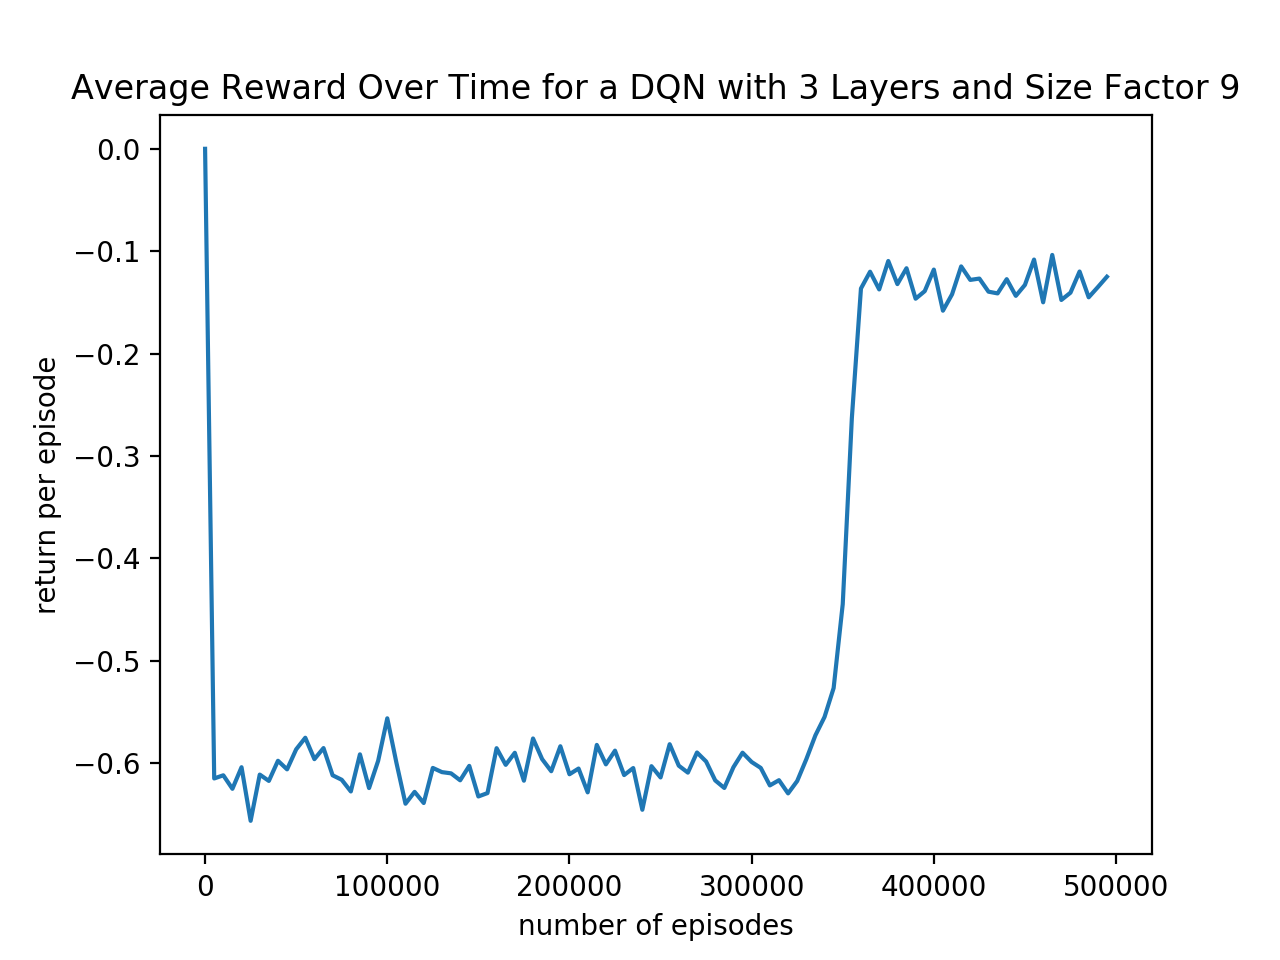 Average Reward Over Time for a DQN with 3 Layers and Size Factor 9
0.0
−0.1
−0.2
−0.3
−0.4
−0.5
−0.6
return per episode
0 100000 200000 300000 400000 500000
number of episodes